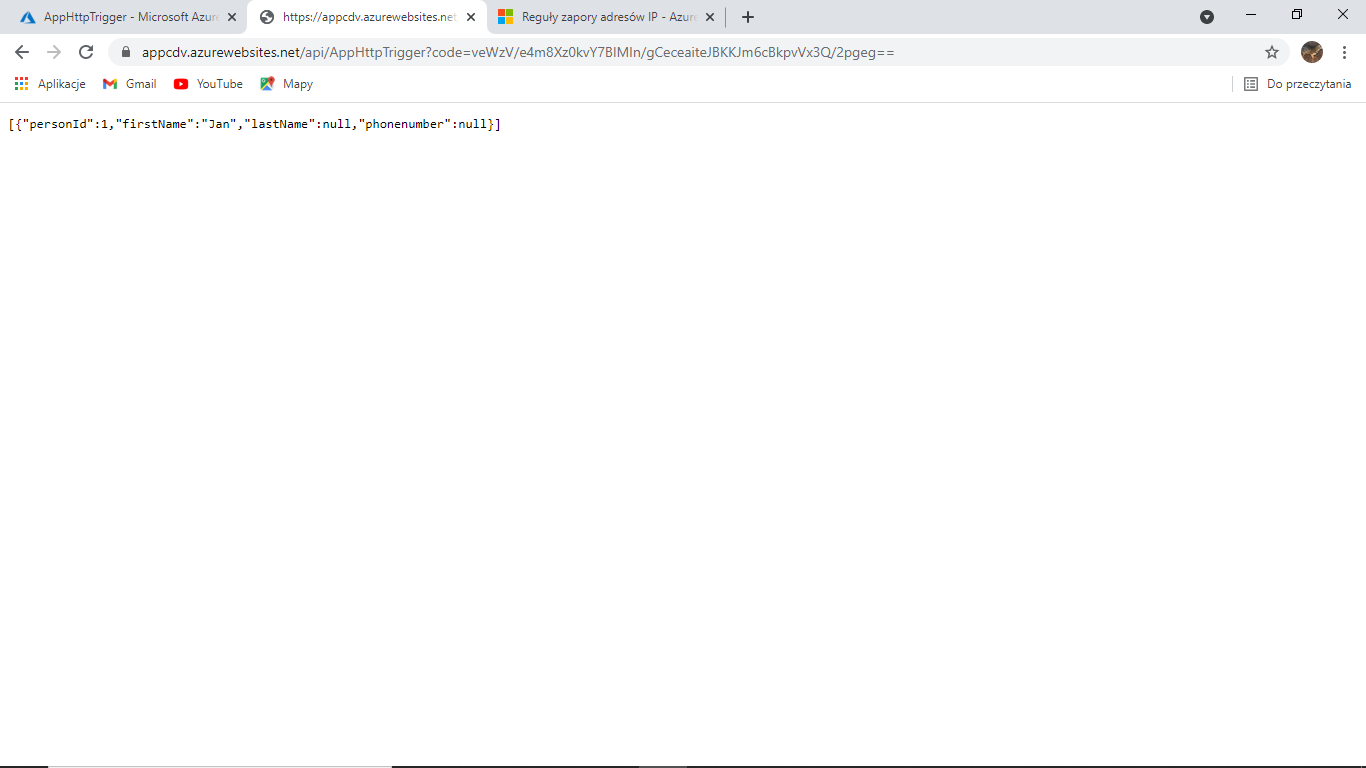 AppHttpTrigger - Microsoft Azure
https://appcdv.azurewebsites.net
Reguły zapory adresów IP - Azur
appcdv.azurewebsites.net/api/AppHttpTrigger?code=veWzV/e4m8Xz0kvY7BIMIn/gCeceaiteJBKKJm6cBkpvVx3Q/2pgeg==
Aplikacje Gmail YouTube Mapy Do przeczytania
[{"personId":1,"firstName":"Jan","lastName":null,"phonenumber":null}]